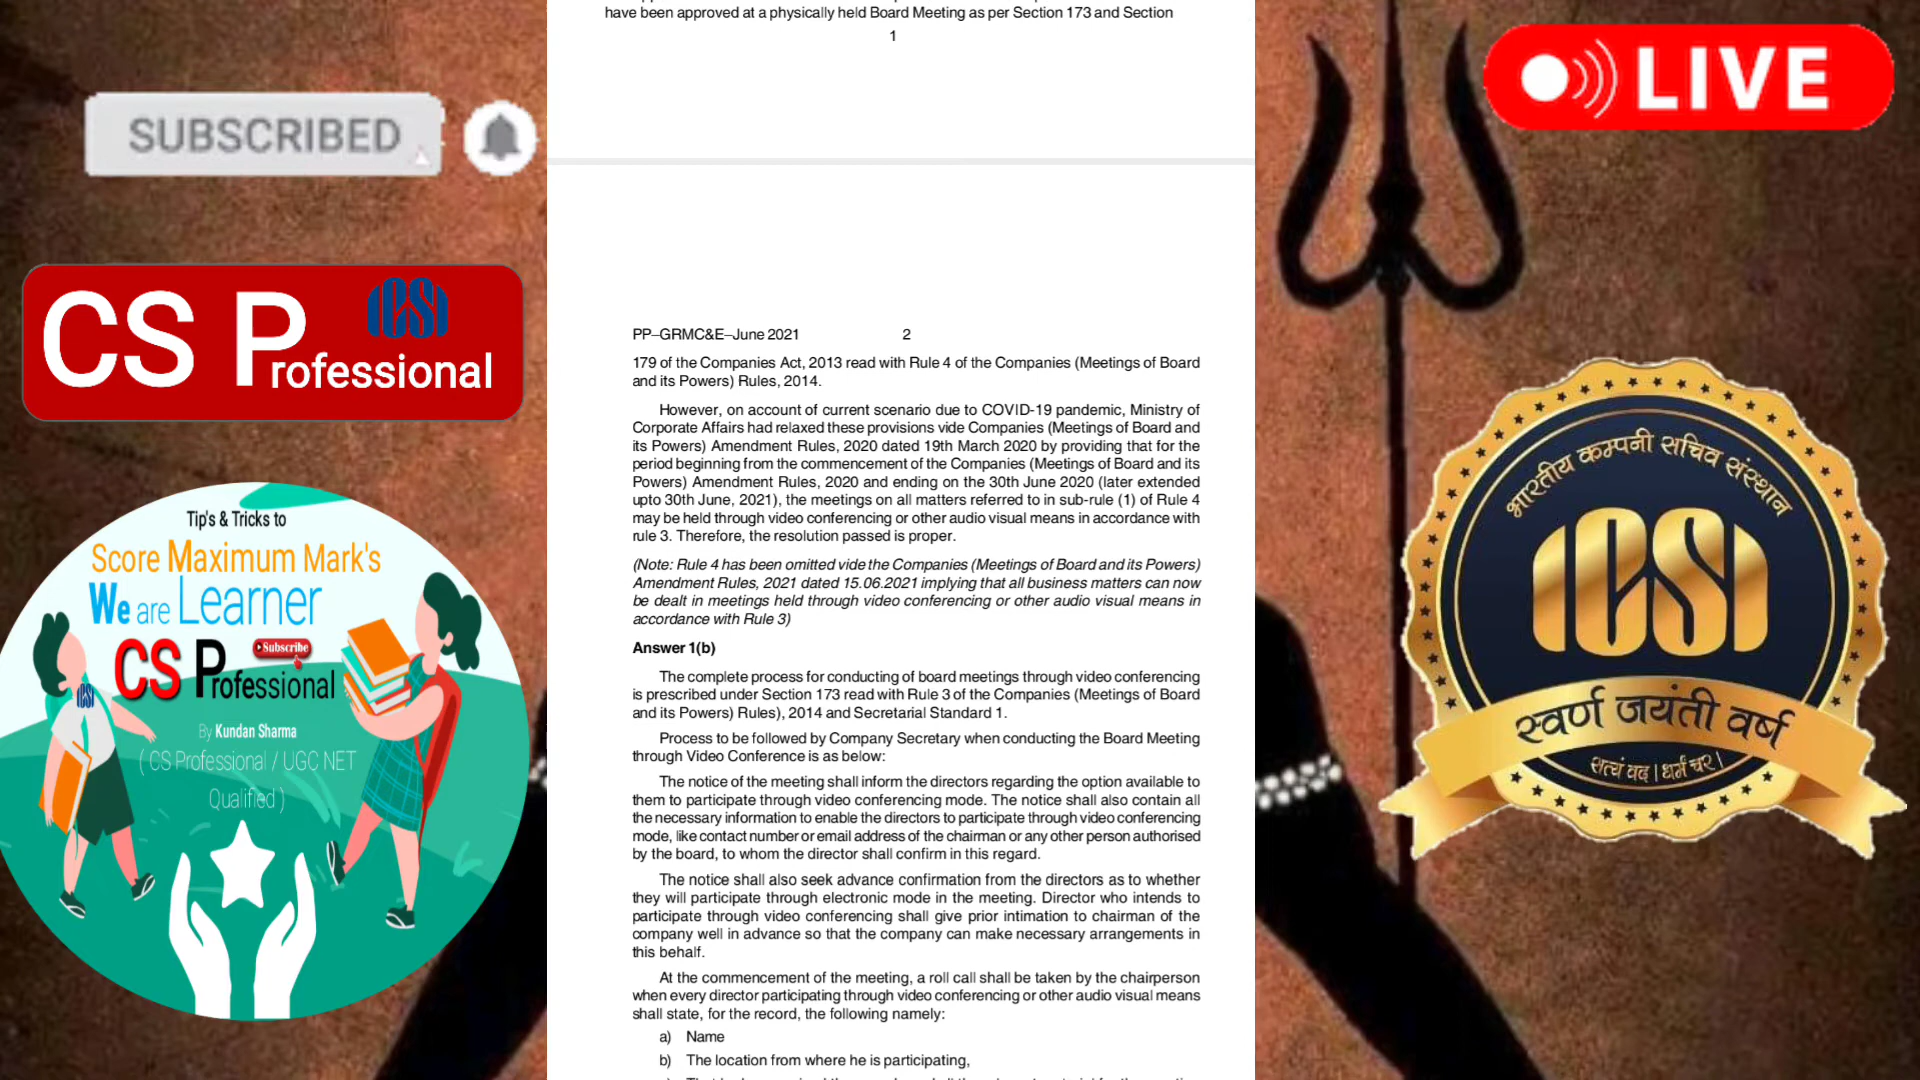 have been approved at a physically held Board Meeting as per Section 173 and Section
1
SUBSCRIBED
LIVE
CS Professional
ICSI
PP–GRMC&E–June 2021 2
179 of the Companies Act, 2013 read with Rule 4 of the Companies (Meetings of Board
and its Powers) Rules, 2014.
However, on account of current scenario due to COVID-19 pandemic, Ministry of
Corporate Affairs had relaxed these provisions vide Companies (Meetings of Board and
its Powers) Amendment Rules, 2020 dated 19th March 2020 by providing that for the
period beginning from the commencement of the Companies (Meetings of Board and its
Powers) Amendment Rules, 2020 and ending on the 30th June 2020 (later extended
upto 30th June, 2021), the meetings on all matters referred to in sub-rule (1) of Rule 4
may be held through video conferencing or other audio visual means in accordance with
rule 3. Therefore, the resolution passed is proper.
(Note: Rule 4 has been omitted vide the Companies (Meetings of Board and its Powers)
Amendment Rules, 2021 dated 15.06.2021 implying that all business matters can now
be dealt in meetings held through video conferencing or other audio visual means in
accordance with Rule 3)
Answer 1(b)
The complete process for conducting of board meetings through video conferencing
is prescribed under Section 173 read with Rule 3 of the Companies (Meetings of Board
and its Powers) Rules), 2014 and Secretarial Standard 1.
Process to be followed by Company Secretary when conducting the Board Meeting
through Video Conference is as below:
The notice of the meeting shall inform the directors regarding the option available to
them to participate through video conferencing mode. The notice shall also contain all
the necessary information to enable the directors to participate through video conferencing
mode, like contact number or email address of the chairman or any other person authorised
by the board, to whom the director shall confirm in this regard.
The notice shall also seek advance confirmation from the directors as to whether
they will participate through electronic mode in the meeting. Director who intends to
participate through video conferencing shall give prior intimation to chairman of the
company well in advance so that the company can make necessary arrangements in
this behalf.
At the commencement of the meeting, a roll call shall be taken by the chairperson
when every director participating through video conferencing or other audio visual means
shall state, for the record, the following namely:
a) Name
b) The location from where he is participating,
Tip's & Tricks to
Score Maximum Mark's
We are Learner
CS Professional
Subscribe
ICSI
By Kundan Sharma
( CS Professional / UGC NET
Qualified )
भारतीय कम्पनी सचिव संस्थान
ICSI
स्वर्ण जयंती वर्ष
सत्यं वद | धर्मं चर |